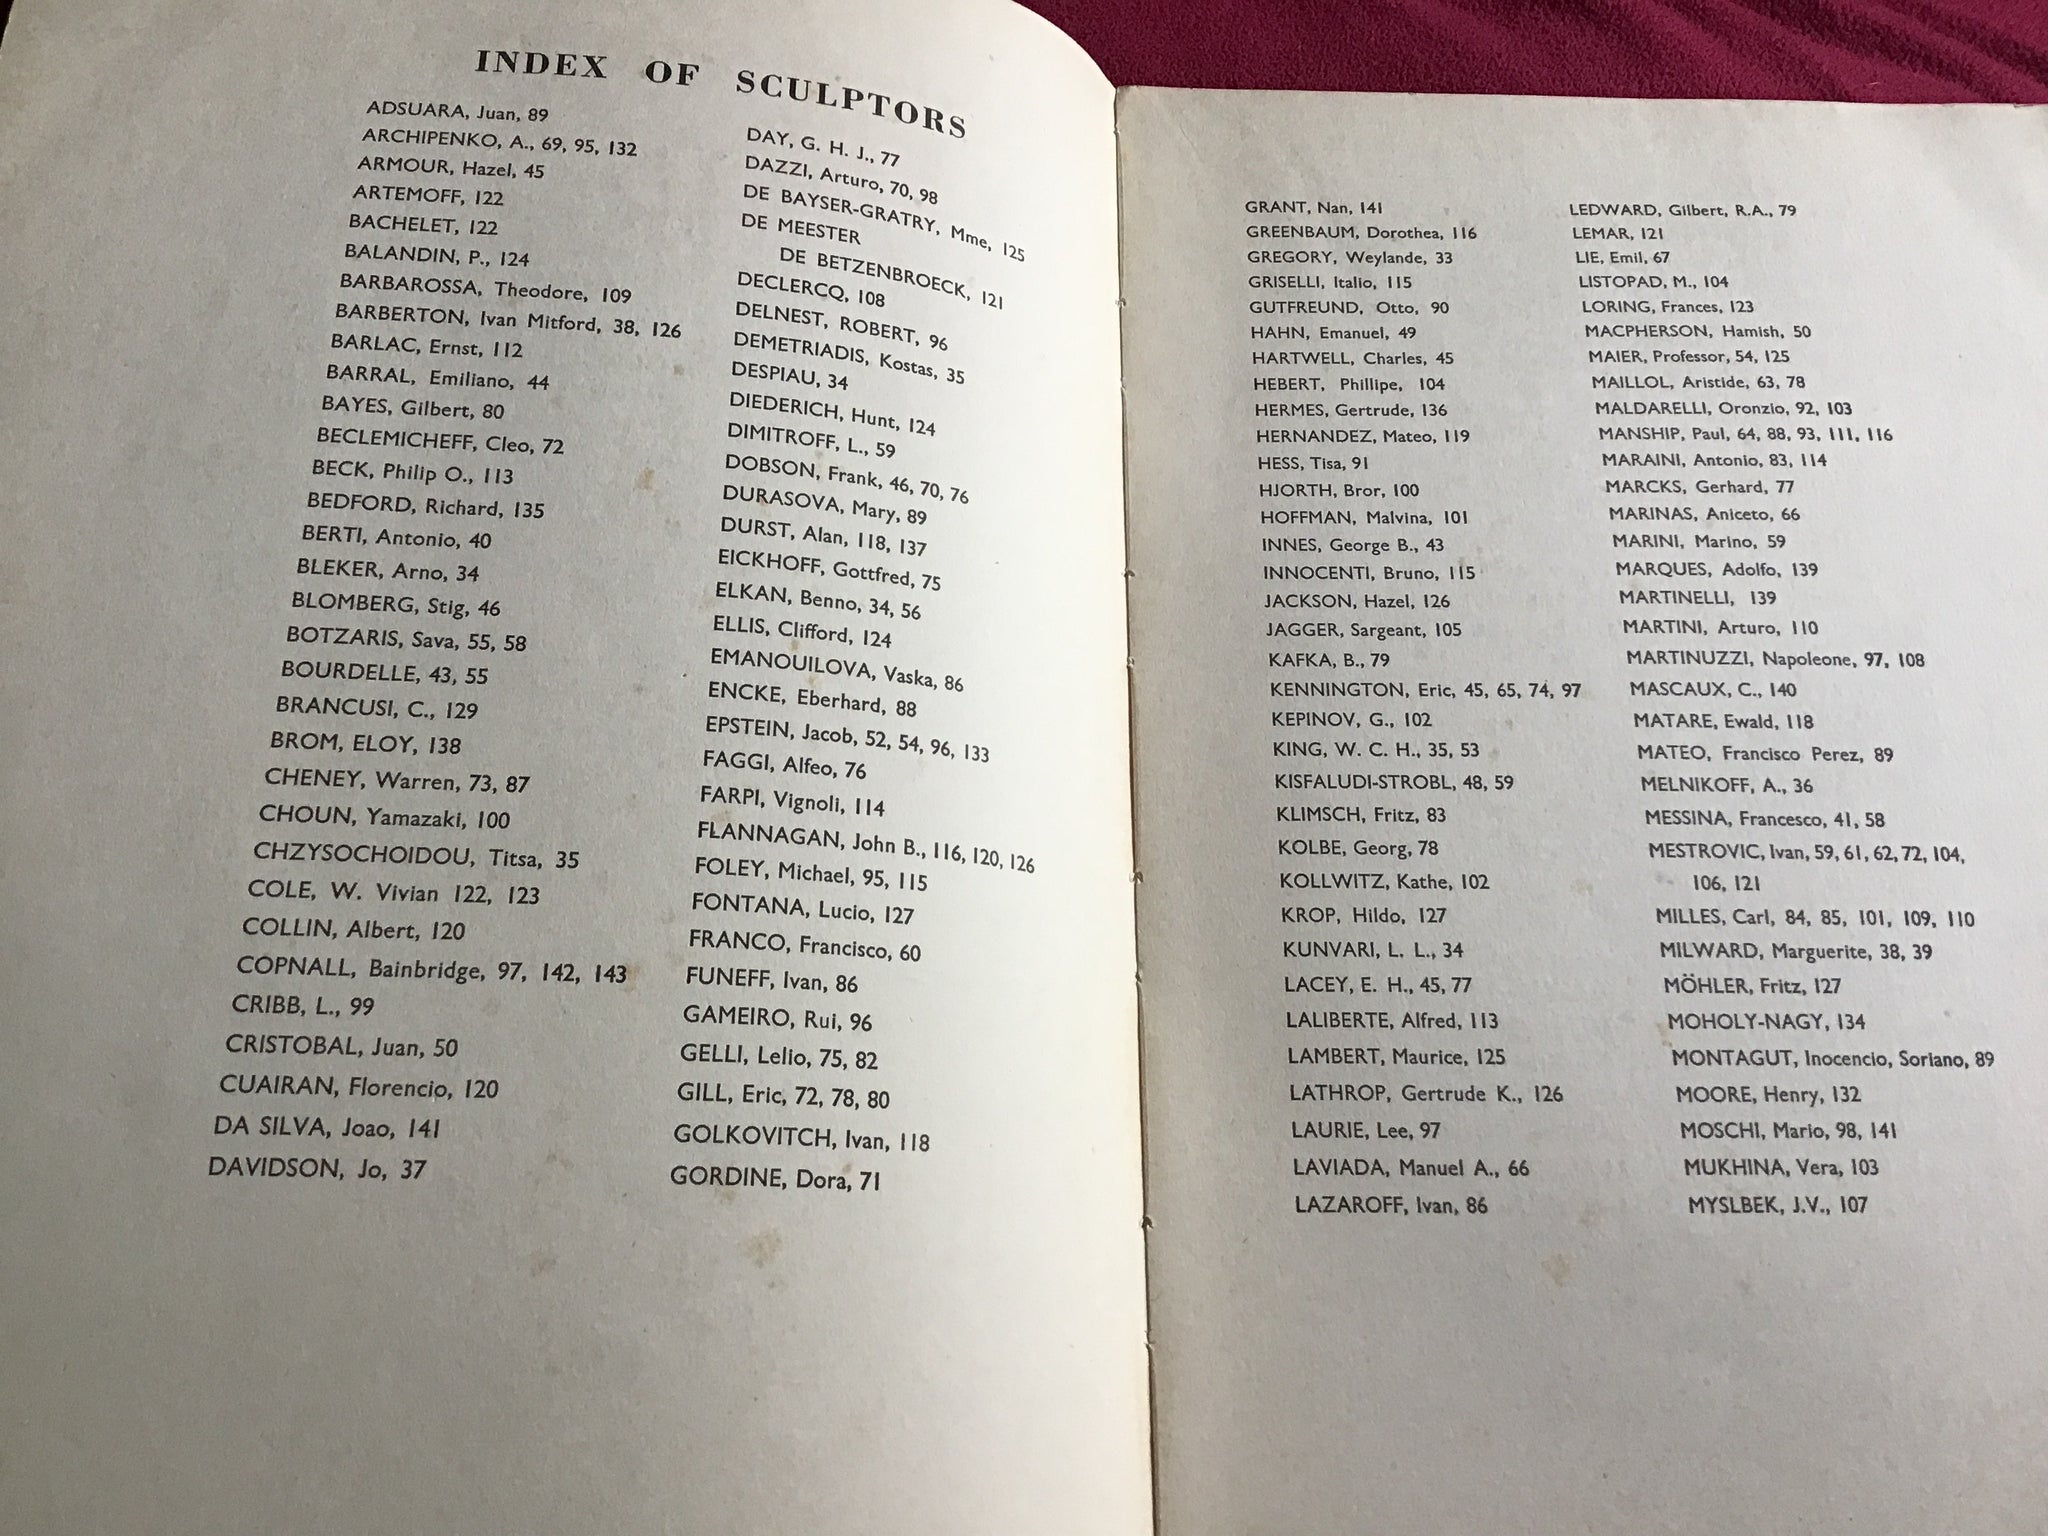 INDEX OF SCULPTORS
ADSUARA, Juan, 89
ARCHIPENKO, A., 69, 95, 132
ARMOUR, Hazel, 45
ARTEMOFF, 122
BACHELET, 122
BALANDIN, P., 124
BARBAROSSA, Theodore, 109
BARBERTON, Ivan Mitford, 38, 126
BARLAC, Ernst, 112
BARRAL, Emiliano, 44
BAYES, Gilbert, 80
BECLEMICHEFF, Cleo, 72
BECK, Philip O., 113
BEDFORD, Richard, 135
BERTI, Antonio, 40
BLEKER, Arno, 34
BLOMBERG, Stig, 46
BOTZARIS, Sava, 55, 58
BOURDELLE, 43, 55
BRANCUSI, C., 129
BROM, ELOY, 138
CHENEY, Warren, 73, 87
CHOUN, Yamazaki, 100
CHZYSOCHOIDOU, Titsa, 35
COLE, W. Vivian 122, 123
COLLIN, Albert, 120
COPNALL, Bainbridge, 97, 142, 143
CRIBB, L., 99
CRISTOBAL, Juan, 50
CUAIRAN, Florencio, 120
DA SILVA, Joao, 141
DAVIDSON, Jo, 37
DAY, G. H. J., 77
DAZZI, Arturo, 70, 98
DE BAYSER-GRATRY, Mme, 125
DE MEESTER
DE BETZENBROECK, 121
DECLERCQ, 108
DELNEST, ROBERT, 96
DEMETRIADIS, Kostas, 35
DESPIAU, 34
DIEDERICH, Hunt, 124
DIMITROFF, L., 59
DOBSON, Frank, 46, 70, 76
DURASOVA, Mary, 89
DURST, Alan, 118, 137
EICKHOFF, Gottfred, 75
ELKAN, Benno, 34, 56
ELLIS, Clifford, 124
EMANOUILOVA, Vaska, 86
ENCKE, Eberhard, 88
EPSTEIN, Jacob, 52, 54, 96, 133
FAGGI, Alfeo, 76
FARPI, Vignoli, 114
FLANNAGAN, John B., 116, 120, 126
FOLEY, Michael, 95, 115
FONTANA, Lucio, 127
FRANCO, Francisco, 60
FUNEFF, Ivan, 86
GAMEIRO, Rui, 96
GELLI, Lelio, 75, 82
GILL, Eric, 72, 78, 80
GOLKOVITCH, Ivan, 118
GORDINE, Dora, 71
GRANT, Nan, 141
GREENBAUM, Dorothea, 116
GREGORY, Weylande, 33
GRISELLI, Italio, 115
GUTFREUND, Otto, 90
HAHN, Emanuel, 49
HARTWELL, Charles, 45
HEBERT, Phillipe, 104
HERMES, Gertrude, 136
HERNANDEZ, Mateo, 119
HESS, Tisa, 91
HJORTH, Bror, 100
HOFFMAN, Malvina, 101
INNES, George B., 43
INNOCENTI, Bruno, 115
JACKSON, Hazel, 126
JAGGER, Sargeant, 105
KAFKA, B., 79
KENNINGTON, Eric, 45, 65, 74, 97
KEPINOV, G., 102
KING, W. C. H., 35, 53
KISFALUDI-STROBL, 48, 59
KLIMSCH, Fritz, 83
KOLBE, Georg, 78
KOLLWITZ, Kathe, 102
KROP, Hildo, 127
KUNVARI, L. L., 34
LACEY, E. H., 45, 77
LALIBERTE, Alfred, 113
LAMBERT, Maurice, 125
LATHROP, Gertrude K., 126
LAURIE, Lee, 97
LAVIADA, Manuel A., 66
LAZAROFF, Ivan, 86
LEDWARD, Gilbert, R.A., 79
LEMAR, 121
LIE, Emil, 67
LISTOPAD, M., 104
LORING, Frances, 123
MACPHERSON, Hamish, 50
MAIER, Professor, 54, 125
MAILLOL, Aristide, 63, 78
MALDARELLI, Oronzio, 92, 103
MANSHIP, Paul, 64, 88, 93, 111, 116
MARAINI, Antonio, 83, 114
MARCKS, Gerhard, 77
MARINAS, Aniceto, 66
MARINI, Marino, 59
MARQUES, Adolfo, 139
MARTINELLI, 139
MARTINI, Arturo, 110
MARTINUZZI, Napoleone, 97, 108
MASCAUX, C., 140
MATARE, Ewald, 118
MATEO, Francisco Perez, 89
MELNIKOFF, A., 36
MESSINA, Francesco, 41, 58
MESTROVIC, Ivan, 59, 61, 62, 72, 104,
106, 121
MILLES, Carl, 84, 85, 101, 109, 110
MILWARD, Marguerite, 38, 39
MÖHLER, Fritz, 127
MOHOLY-NAGY, 134
MONTAGUT, Inocencio, Soriano, 89
MOORE, Henry, 132
MOSCHI, Mario, 98, 141
MUKHINA, Vera, 103
MYSLBEK, J.V., 107